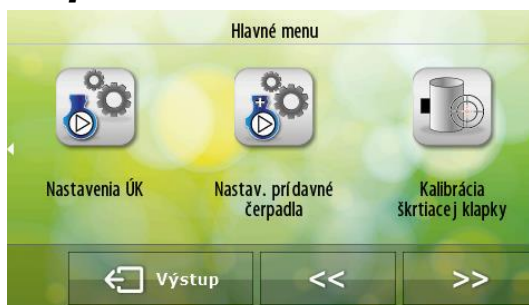 Hlavné menu
Nastavenia ÚK
Nastav. prídavné
čerpadla
Kalibrácia
škrtiacej klapky
Výstup
<<
>>